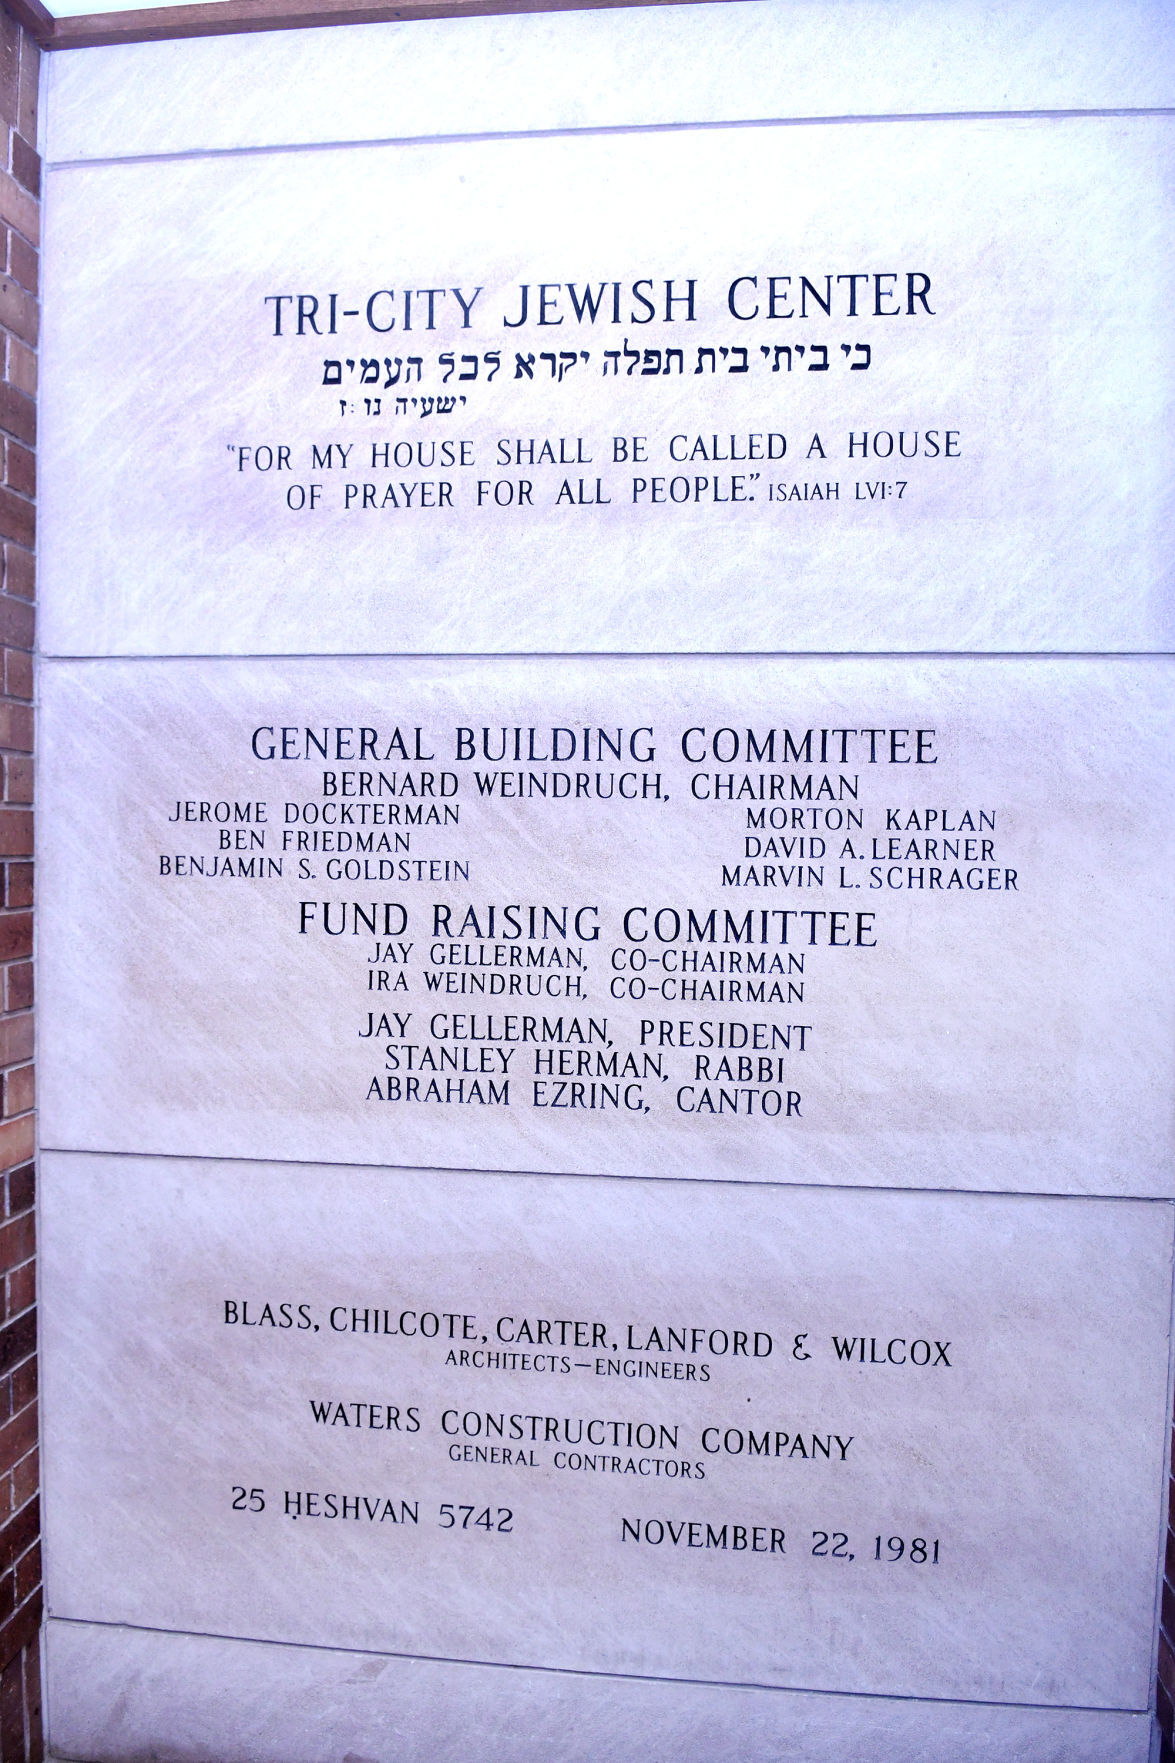 TRI-CITY JEWISH CENTER
כי ביתי בית תפלה יקרא לכל העמים
ישעיה נו :ז
"FOR MY HOUSE SHALL BE CALLED A HOUSE
OF PRAYER FOR ALL PEOPLE." ISAIAH LVI:7
GENERAL BUILDING COMMITTEE
BERNARD WEINDRUCH, CHAIRMAN
JEROME DOCKTERMAN
BEN FRIEDMAN
BENJAMIN S. GOLDSTEIN
MORTON KAPLAN
DAVID A. LEARNER
MARVIN L. SCHRAGER
FUND RAISING COMMITTEE
JAY GELLERMAN, CO-CHAIRMAN
IRA WEINDRUCH, CO-CHAIRMAN
JAY GELLERMAN, PRESIDENT
STANLEY HERMAN, RABBI
ABRAHAM EZRING, CANTOR
BLASS, CHILCOTE, CARTER, LANFORD & WILCOX
ARCHITECTS—ENGINEERS
WATERS CONSTRUCTION COMPANY
GENERAL CONTRACTORS
25 ḤESHVAN 5742 NOVEMBER 22, 1981